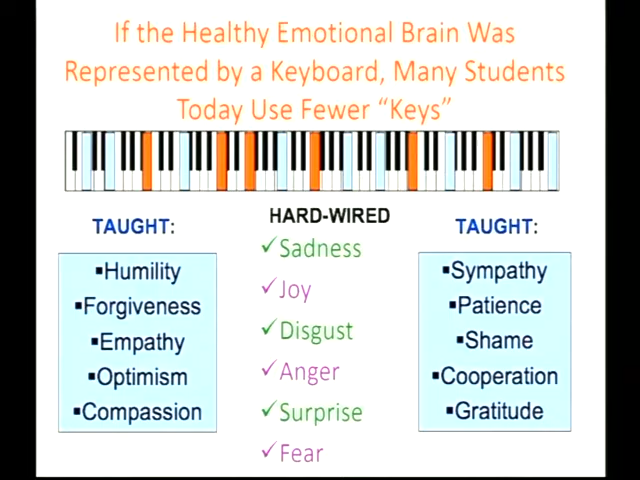 If the Healthy Emotional Brain Was
Represented by a Keyboard, Many Students
Today Use Fewer “Keys”
TAUGHT:
▪Humility
▪Forgiveness
▪Empathy
▪Optimism
▪Compassion
HARD-WIRED
✓Sadness
✓Joy
✓Disgust
✓Anger
✓Surprise
✓Fear
TAUGHT:
▪Sympathy
▪Patience
▪Shame
▪Cooperation
▪Gratitude